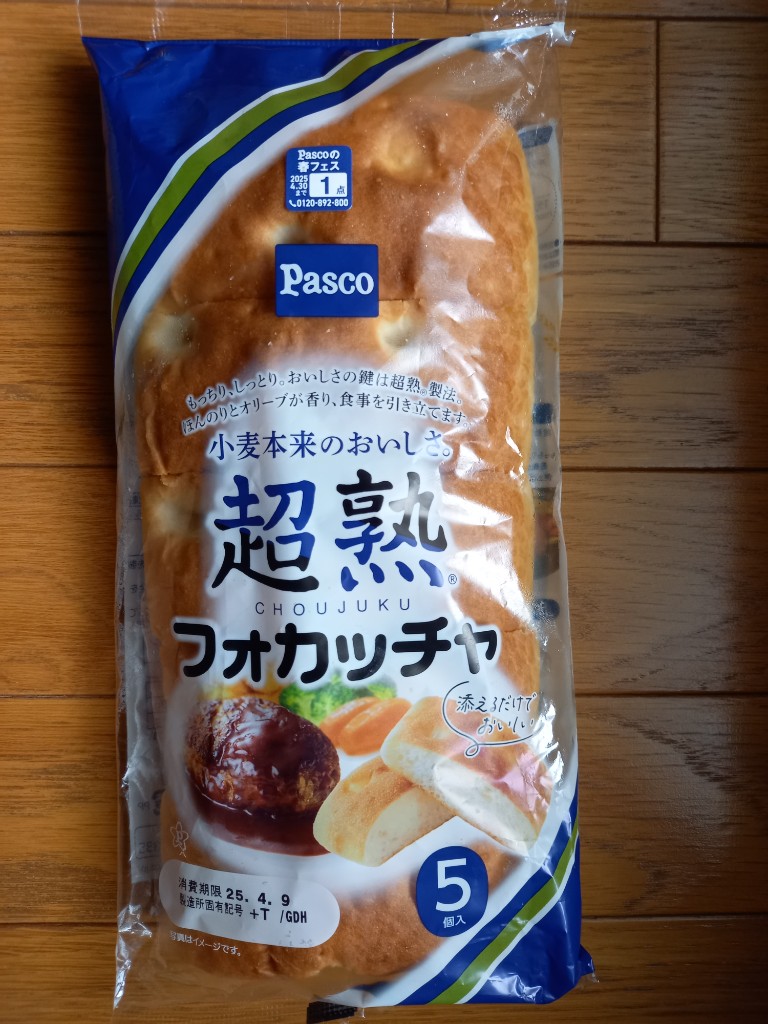 Pascoの
春フェス
2025
4.30
まで
1点
0120-892-800
Pasco
もっちり、しっとり。おいしさの鍵は超熟®製法。
ほんのりとオリーブが香り、食事を引き立てます。
小麦本来のおいしさ。
超熟®
CHOUJUKU
フォカッチャ
添えるだけで
おいしい
5
個入
消費期限 25. 4. 9
製造所固有記号 +T /GDH
写真はイメージです。